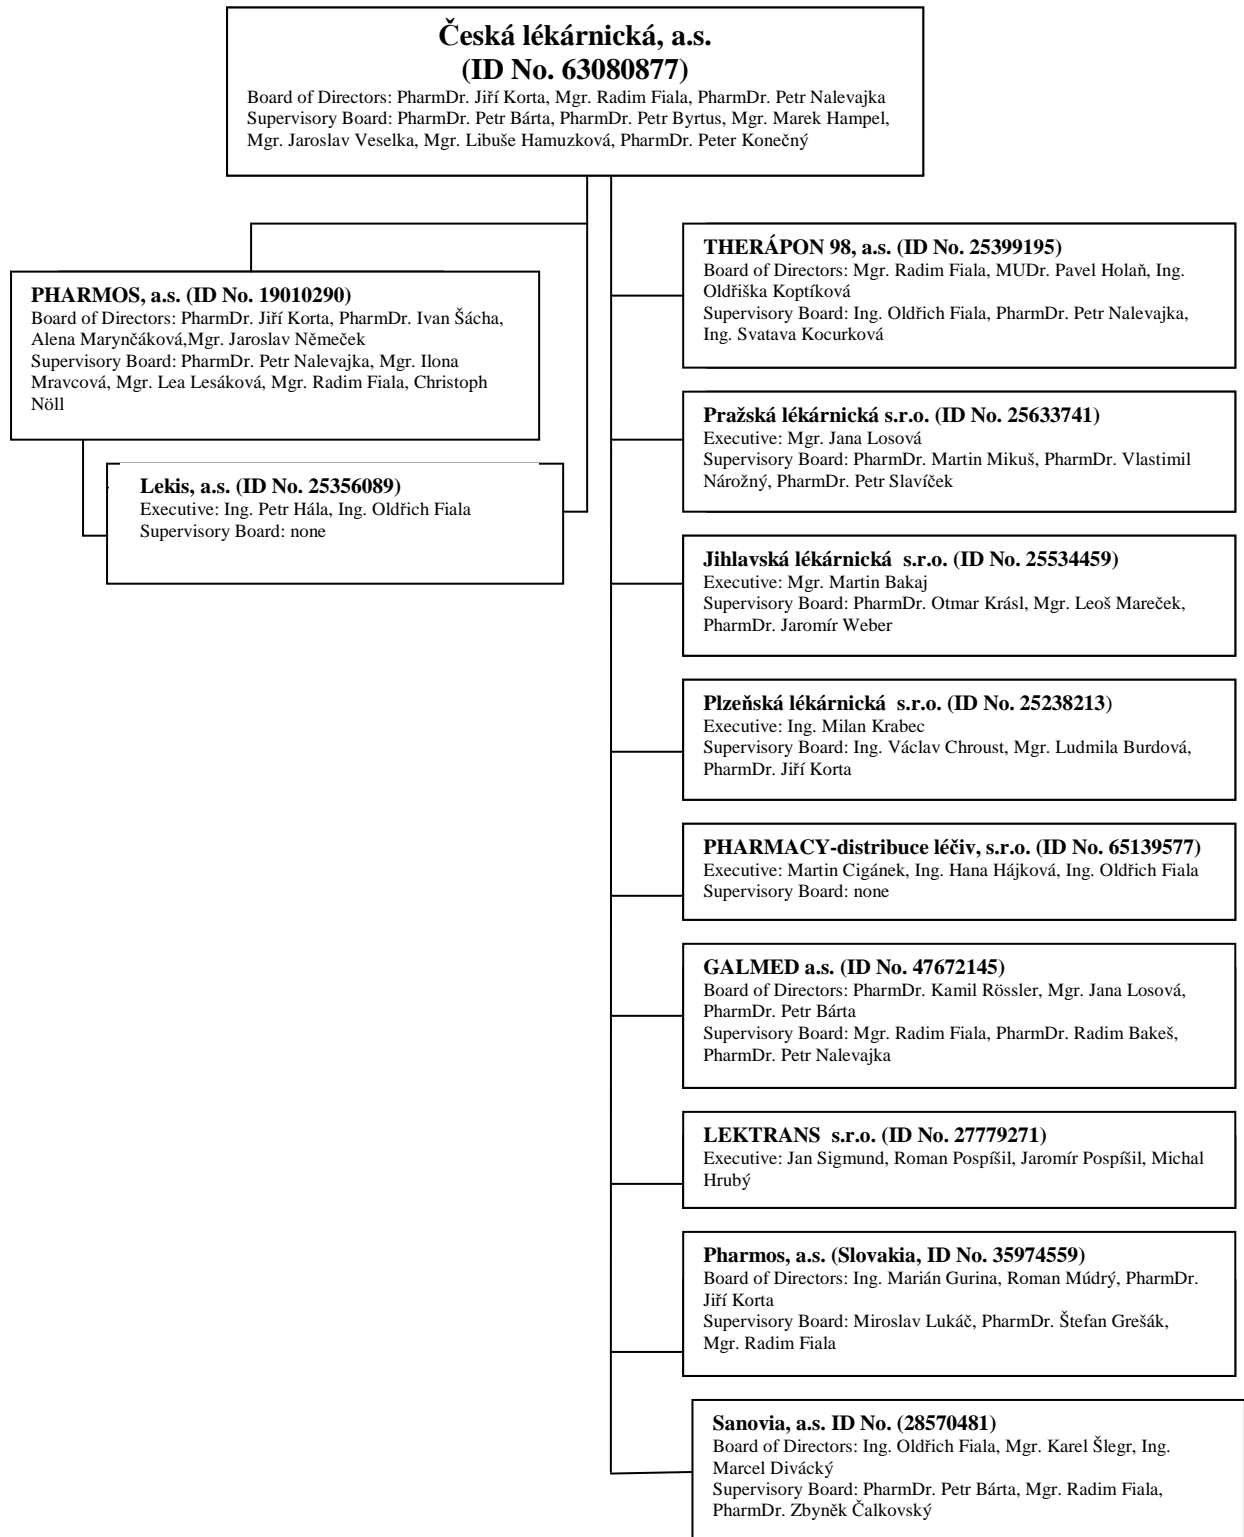 Česká lékárnická, a.s.
(ID No. 63080877)
Board of Directors: PharmDr. Jiří Korta, Mgr. Radim Fiala, PharmDr. Petr Nalevajka
Supervisory Board: PharmDr. Petr Bárta, PharmDr. Petr Byrtus, Mgr. Marek Hampel,
Mgr. Jaroslav Veselka, Mgr. Libuše Hamuzková, PharmDr. Peter Konečný
PHARMOS, a.s. (ID No. 19010290)
Board of Directors: PharmDr. Jiří Korta, PharmDr. Ivan Šácha,
Alena Marynčáková,Mgr. Jaroslav Němeček
Supervisory Board: PharmDr. Petr Nalevajka, Mgr. Ilona
Mravcová, Mgr. Lea Lesáková, Mgr. Radim Fiala, Christoph
Nöll
Lekis, a.s. (ID No. 25356089)
Executive: Ing. Petr Hála, Ing. Oldřich Fiala
Supervisory Board: none
THERÁPON 98, a.s. (ID No. 25399195)
Board of Directors: Mgr. Radim Fiala, MUDr. Pavel Holaň, Ing.
Oldřiška Koptíková
Supervisory Board: Ing. Oldřich Fiala, PharmDr. Petr Nalevajka,
Ing. Svatava Kocurková
Pražská lékárnická s.r.o. (ID No. 25633741)
Executive: Mgr. Jana Losová
Supervisory Board: PharmDr. Martin Mikuš, PharmDr. Vlastimil
Nárožný, PharmDr. Petr Slavíček
Jihlavská lékárnická  s.r.o. (ID No. 25534459)
Executive: Mgr. Martin Bakaj
Supervisory Board: PharmDr. Otmar Krásl, Mgr. Leoš Mareček,
PharmDr. Jaromír Weber
Plzeňská lékárnická  s.r.o. (ID No. 25238213)
Executive: Ing. Milan Krabec
Supervisory Board: Ing. Václav Chroust, Mgr. Ludmila Burdová,
PharmDr. Jiří Korta
PHARMACY-distribuce léčiv, s.r.o. (ID No. 65139577)
Executive: Martin Cigánek, Ing. Hana Hájková, Ing. Oldřich Fiala
Supervisory Board: none
GALMED a.s. (ID No. 47672145)
Board of Directors: PharmDr. Kamil Rössler, Mgr. Jana Losová,
PharmDr. Petr Bárta
Supervisory Board: Mgr. Radim Fiala, PharmDr. Radim Bakeš,
PharmDr. Petr Nalevajka
LEKTRANS  s.r.o. (ID No. 27779271)
Executive: Jan Sigmund, Roman Pospíšil, Jaromír Pospíšil, Michal
Hrubý
Pharmos, a.s. (Slovakia, ID No. 35974559)
Board of Directors: Ing. Marián Gurina, Roman Múdrý, PharmDr.
Jiří Korta
Supervisory Board: Miroslav Lukáč, PharmDr. Štefan Grešák,
Mgr. Radim Fiala
Sanovia, a.s. ID No. (28570481)
Board of Directors: Ing. Oldřich Fiala, Mgr. Karel Šlegr, Ing.
Marcel Divácký
Supervisory Board: PharmDr. Petr Bárta, Mgr. Radim Fiala,
PharmDr. Zbyněk Čalkovský